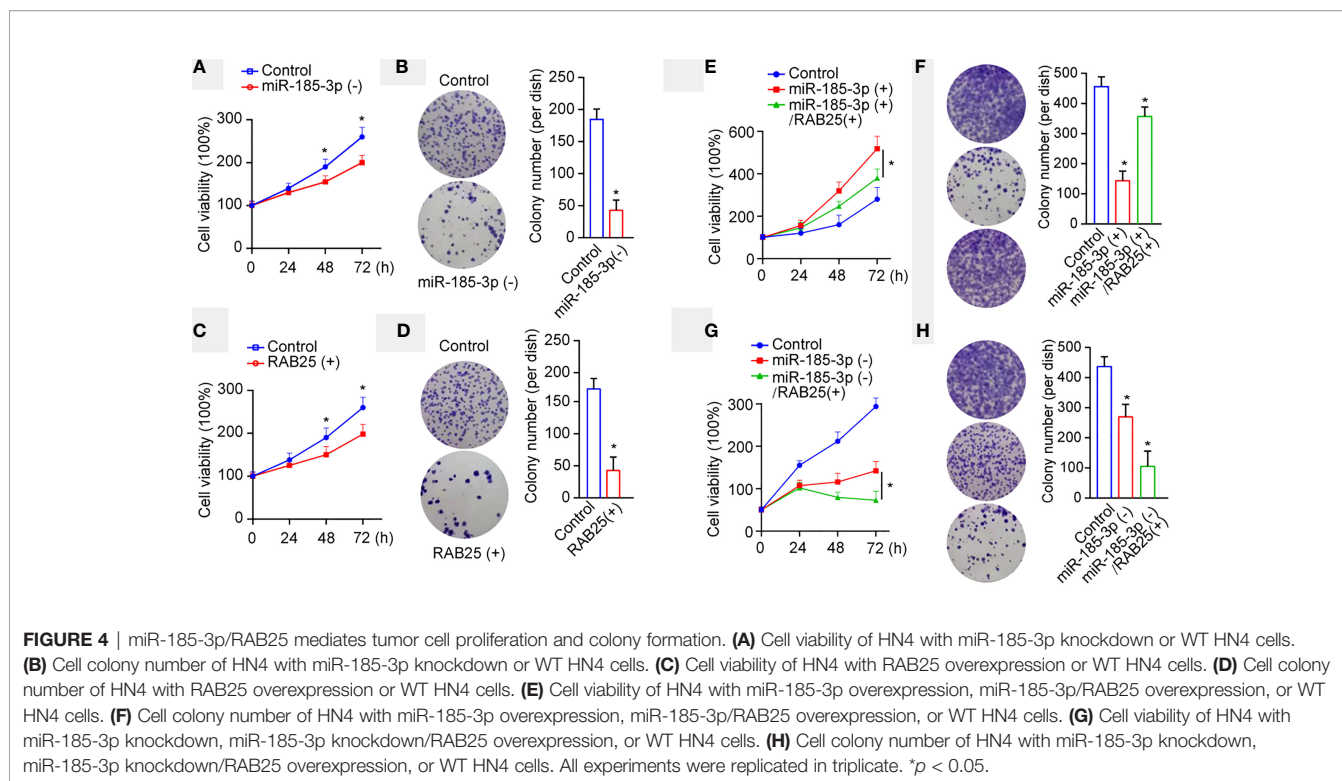 A
Control
miR-185-3p (-)
Cell viability (100%)
300
200
100
0
*
*
0 24 48 72 (h)
B
Control
miR-185-3p (-)
Colony number (per dish)
250
200
150
100
50
0
*
Control
miR-185-3p(-)
C
Control
RAB25 (+)
Cell viability (100%)
300
200
100
0
*
*
0 24 48 72 (h)
D
Control
RAB25 (+)
Colony number (per dish)
250
200
150
100
50
0
*
Control
RAB25(+)
E
Control
miR-185-3p (+)
miR-185-3p (+)
/RAB25(+)
Cell viability (100%)
600
400
200
0
*
0 24 48 72 (h)
F
Colony number (per dish)
500
400
300
200
100
0
*
*
Control
miR-185-3p (+)
miR-185-3p (+)
/RAB25(+)
G
Control
miR-185-3p (-)
miR-185-3p (-)
/RAB25(+)
Cell viability (100%)
300
200
100
0
*
0 24 48 72 (h)
H
Colony number (per dish)
500
400
300
200
100
0
*
*
Control
miR-185-3p (-)
miR-185-3p (-)
/RAB25(+)
FIGURE 4 | miR-185-3p/RAB25 mediates tumor cell proliferation and colony formation. (A) Cell viability of HN4 with miR-185-3p knockdown or WT HN4 cells.
(B) Cell colony number of HN4 with miR-185-3p knockdown or WT HN4 cells. (C) Cell viability of HN4 with RAB25 overexpression or WT HN4 cells. (D) Cell colony
number of HN4 with RAB25 overexpression or WT HN4 cells. (E) Cell viability of HN4 with miR-185-3p overexpression, miR-185-3p/RAB25 overexpression, or WT
HN4 cells. (F) Cell colony number of HN4 with miR-185-3p overexpression, miR-185-3p/RAB25 overexpression, or WT HN4 cells. (G) Cell viability of HN4 with
miR-185-3p knockdown, miR-185-3p knockdown/RAB25 overexpression, or WT HN4 cells. (H) Cell colony number of HN4 with miR-185-3p knockdown,
miR-185-3p knockdown/RAB25 overexpression, or WT HN4 cells. All experiments were replicated in triplicate. *p < 0.05.